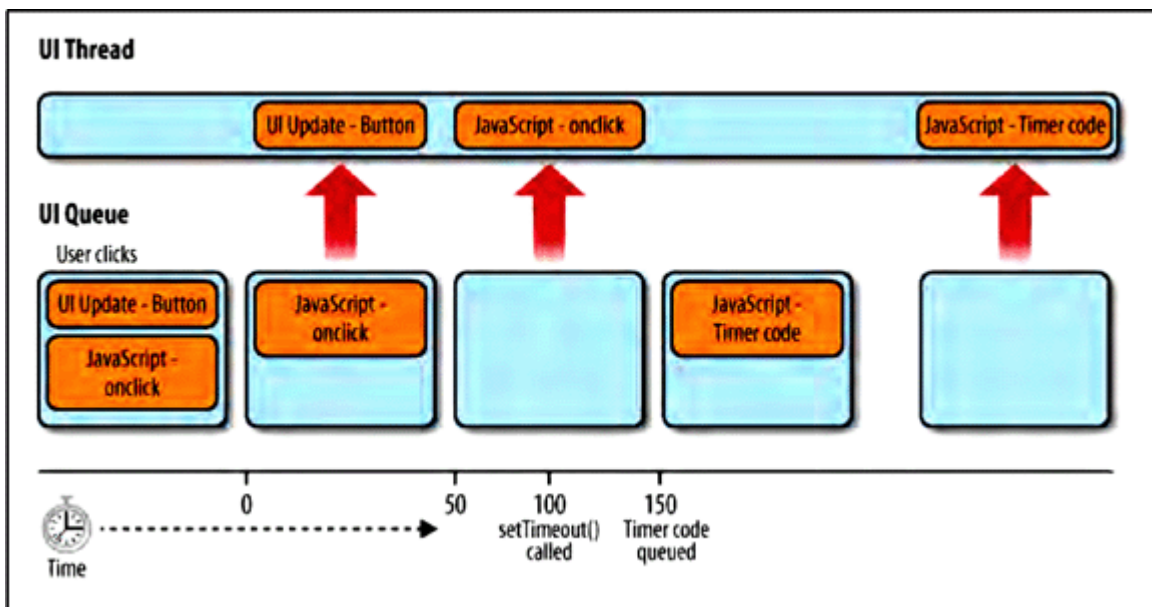 UI Thread
UI Update - Button
JavaScript - onclick
JavaScript - Timer code
UI Queue
User clicks
UI Update - Button
JavaScript -
onclick
JavaScript -
onclick
JavaScript -
Timer code
0
50
100
150
setTimeout()
called
Timer code
queued
Time